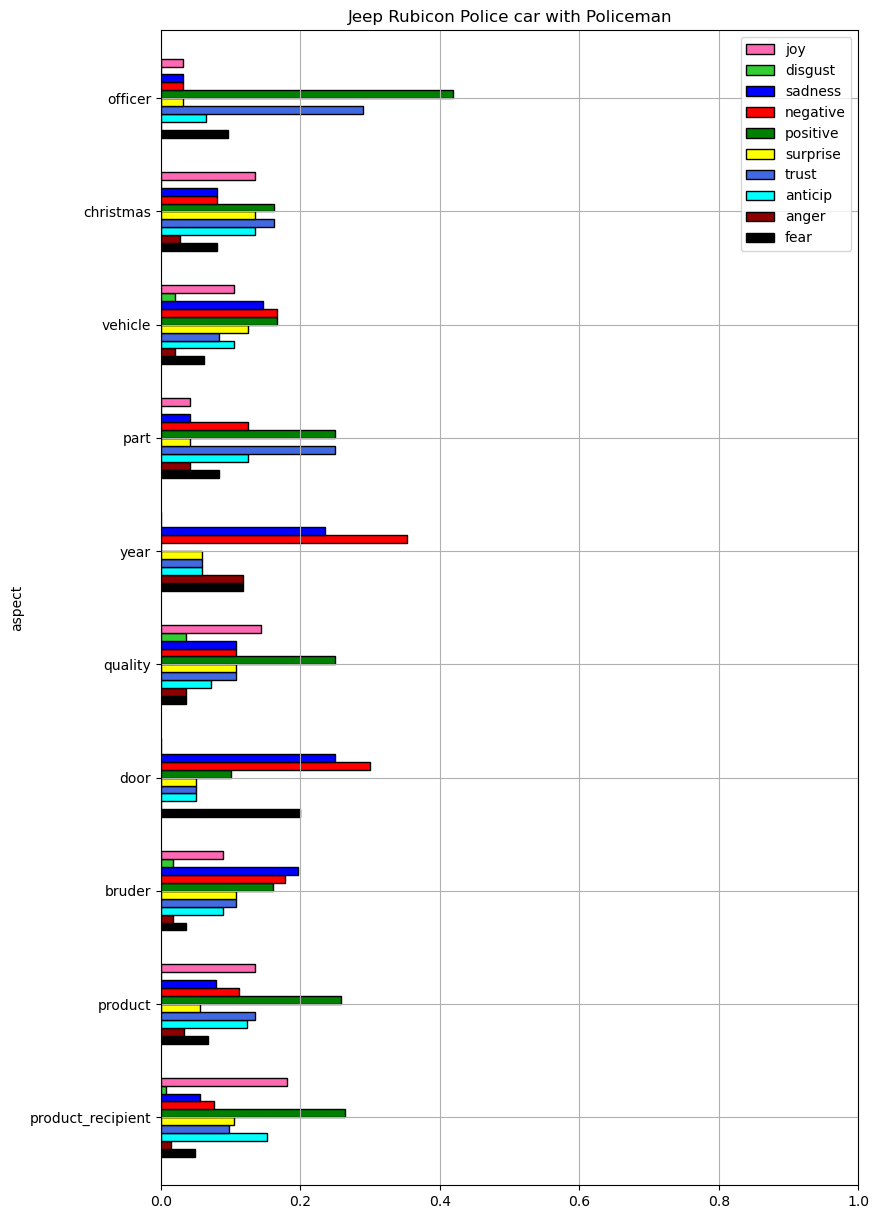 Jeep Rubicon Police car with Policeman
joy
disgust
sadness
negative
positive
surprise
trust
anticip
anger
fear
officer
christmas
vehicle
part
year
quality
door
bruder
product
product_recipient
aspect
0.0 0.2 0.4 0.6 0.8 1.0